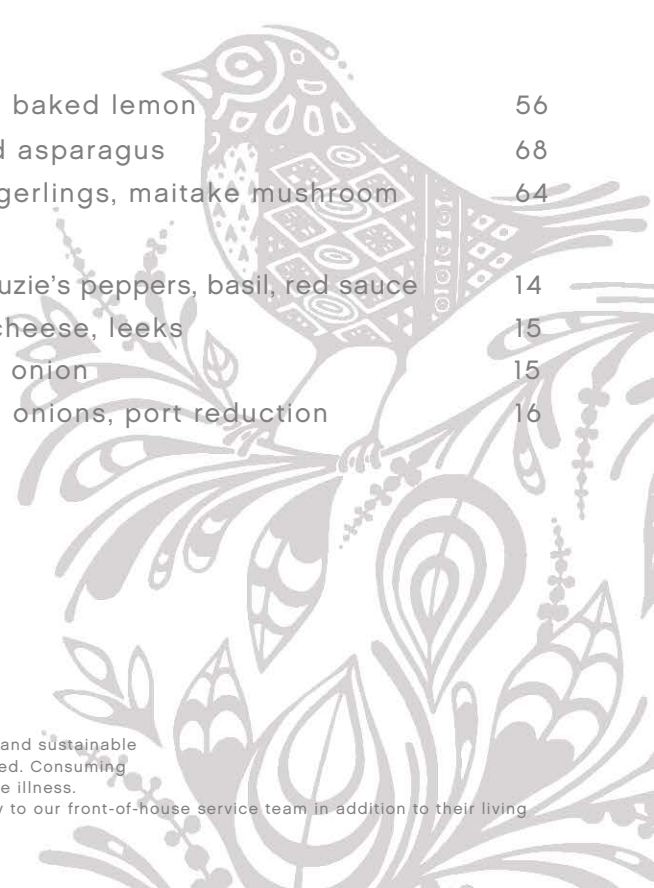 baked lemon 56
d asparagus 68
gerlings, maitake mushroom 64
uzie's peppers, basil, red sauce 14
cheese, leeks 15
onion 15
onions, port reduction 16
and sustainable
ed. Consuming
e illness.
y to our front-of-house service team in addition to their living